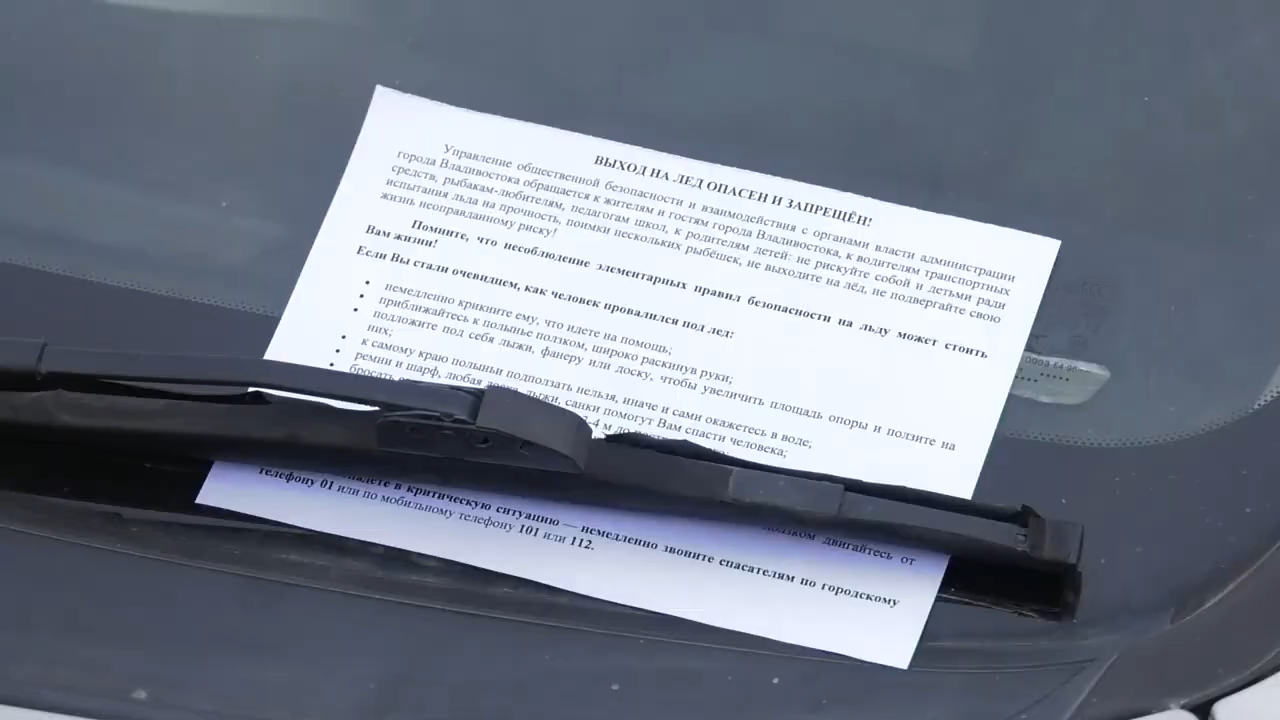 ВЫХОД НА ЛЕД ОПАСЕН И ЗАПРЕЩЁН!
Управление общественной безопасности и взаимодействия с органами власти администрации
города Владивостока обращается к жителям и гостям города Владивостока, к водителям транспортных
средств, рыбакам-любителям, педагогам школ, к родителям детей: не рискуйте собой и детьми ради
испытания льда на прочность, поимки нескольких рыбёшек, не выходите на лёд, не подвергайте свою
жизнь неоправданному риску!
Помните, что несоблюдение элементарных правил безопасности на льду может стоить
Вам жизни!
Если Вы стали очевидцем, как человек провалился под лед:
• немедленно крикните ему, что идете на помощь;
• приближайтесь к полынье ползком, широко раскинув руки;
• подложите под себя лыжи, фанеру или доску, чтобы увеличить площадь опоры и ползите на
них;
• к самому краю полыньи подползать нельзя, иначе и сами окажетесь в воде;
• ремни и шарф, любая доска, лыжи, санки помогут Вам спасти человека;
• бросать
м до
ползком двигайтесь от
в критическую ситуацию — немедленно звоните спасателям по городскому
телефону 01 или по мобильному телефону 101 или 112.